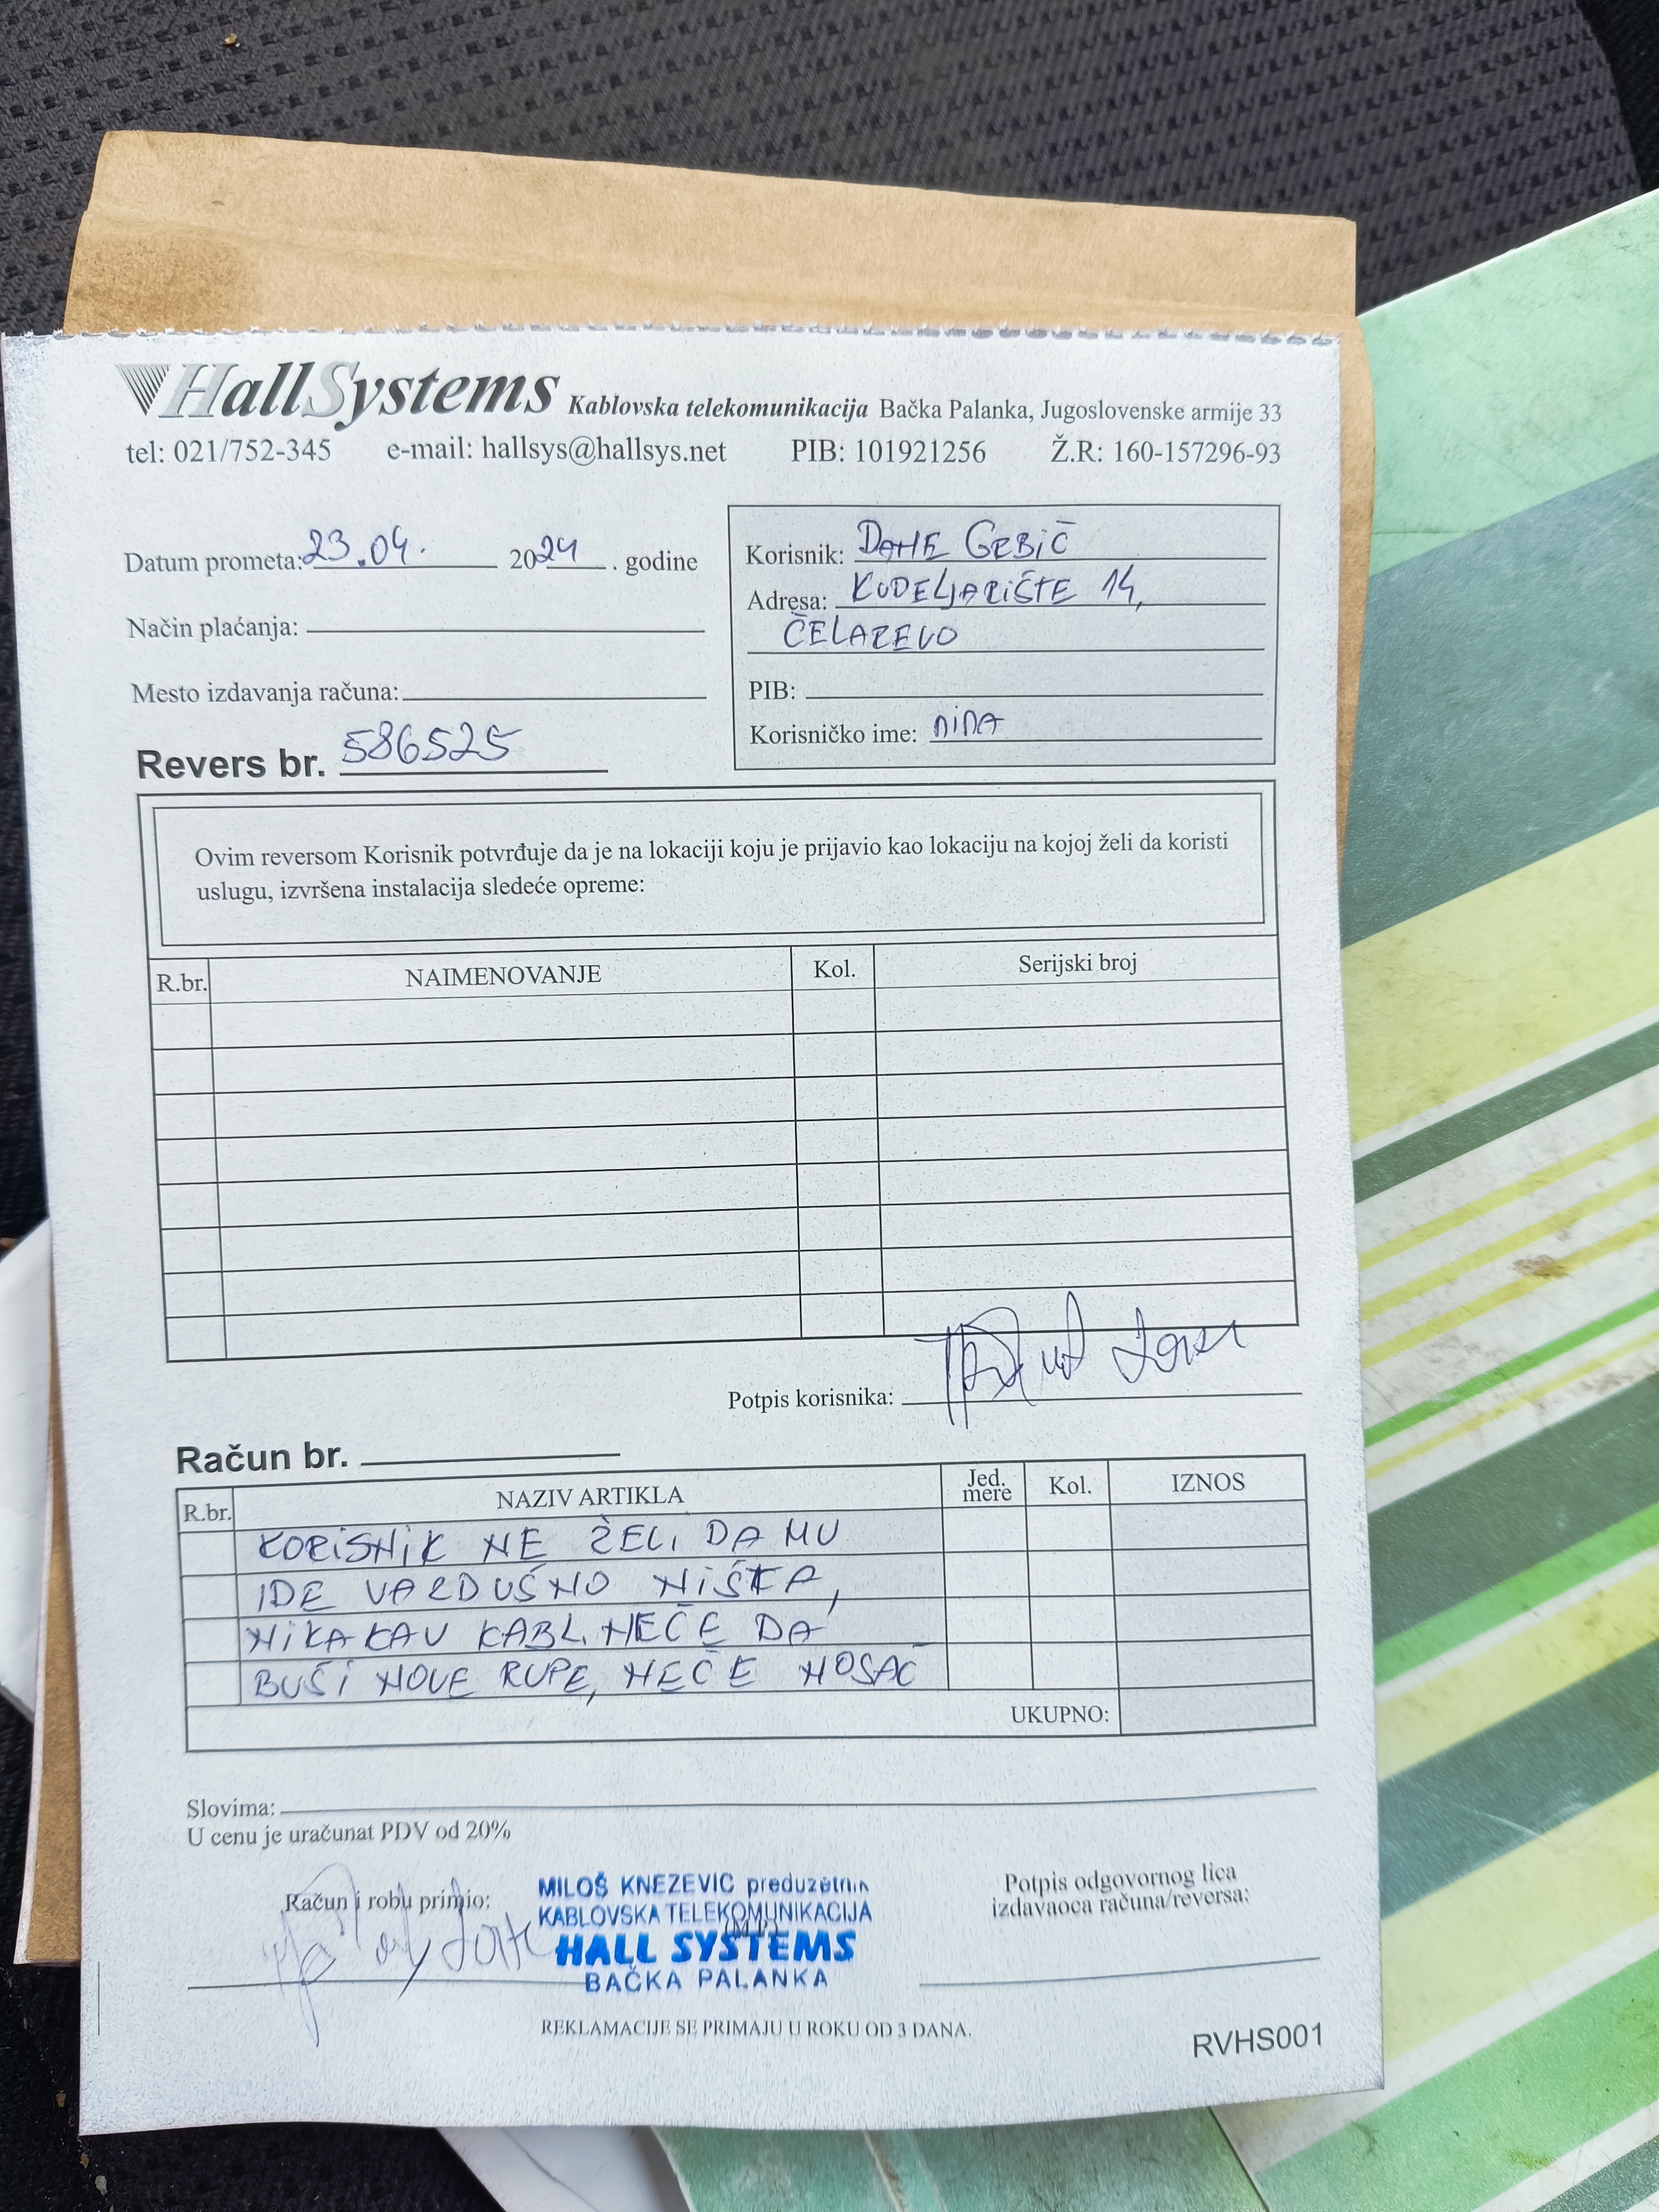 HallSystems Kablovska telekomunikacija Bačka Palanka, Jugoslovenske armije 33
tel: 021/752-345 e-mail: hallsys@hallsys.net PIB: 101921256 Ž.R: 160-157296-93
Datum prometa: 23.04. 2024. godine
Način plaćanja:
Mesto izdavanja računa:
Revers br. 586525
Korisnik: DANE GRBIĆ
Adresa: KUDELJARIŠTE 14,
ČELAREVO
PIB:
Korisničko ime: NINA
Ovim reversom Korisnik potvrđuje da je na lokaciji koju je prijavio kao lokaciju na kojoj želi da koristi
uslugu, izvršena instalacija sledeće opreme:
R.br. NAIMENOVANJE Kol. Serijski broj
Potpis korisnika:
Račun br.
R.br. NAZIV ARTIKLA Jed. mere Kol. IZNOS
KORISNIK NE ŽELI DA MU
IDE VAZDUŠNO NIŠTA,
NIKAKAV KABL. NEĆE DA
BUŠI NOVE RUPE, NEĆE NOSAČ
UKUPNO:
Slovima:
U cenu je uračunat PDV od 20%
Račun i robu primio:
MILOŠ KNEZEVIC preduzetnik
KABLOVSKA TELEKOMUNIKACIJA
(M.P.)
HALL SYSTEMS
BAČKA PALANKA
Potpis odgovornog lica
izdavaoca računa/reversa:
REKLAMACIJE SE PRIMAJU U ROKU OD 3 DANA.
RVHS001